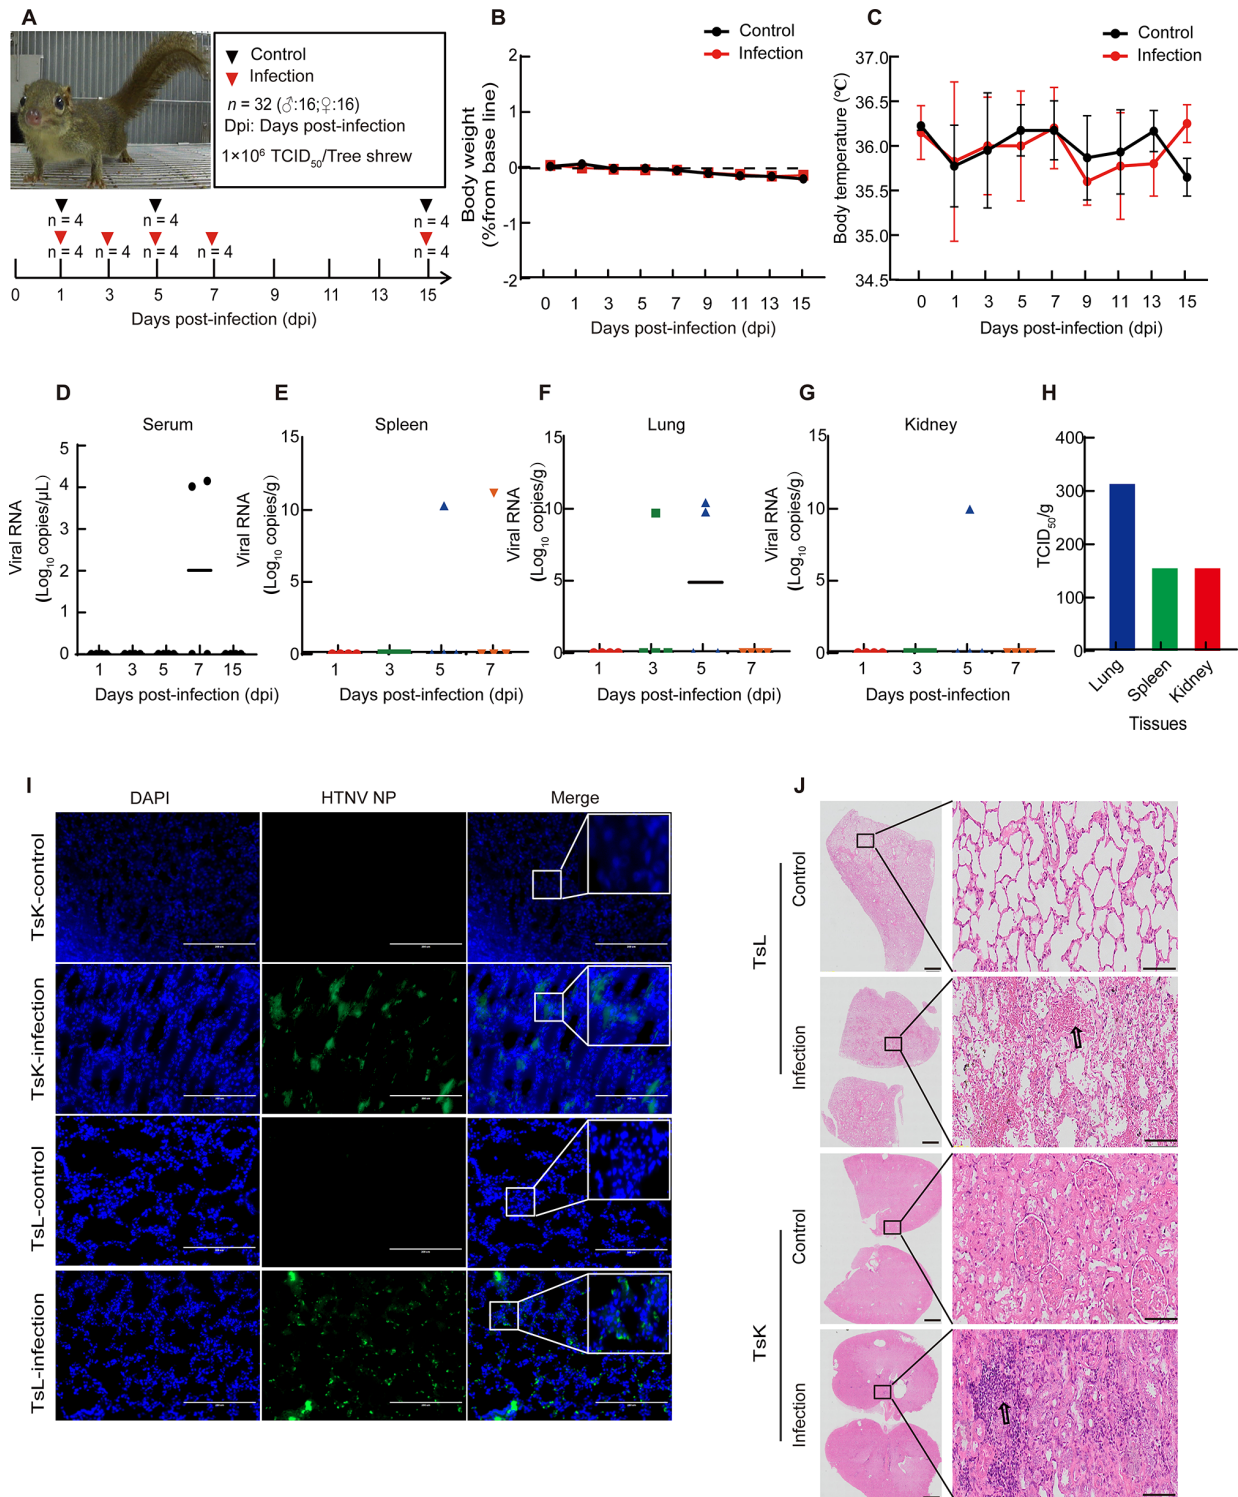 A
Control
Infection
n = 32 (♂:16;♀:16)
Dpi: Days post-infection
1×10⁶ TCID₅₀/Tree shrew
n = 4
n = 4
n = 4
n = 4
n = 4
n = 4
n = 4
n = 4
0 1 3 5 7 9 11 13 15
Days post-infection (dpi)
B
Control
Infection
Body weight
(%from base line)
2
1
0
-1
-2
0 1 3 5 7 9 11 13 15
Days post-infection (dpi)
C
Control
Infection
Body temperature (℃)
37.0
36.5
36.0
35.5
35.0
34.5
0 1 3 5 7 9 11 13 15
Days post-infection (dpi)
D
Serum
Viral RNA
(Log₁₀ copies/μL)
5
4
3
2
1
0
1 3 5 7 15
Days post-infection (dpi)
E
Spleen
Viral RNA
(Log₁₀ copies/g)
15
10
5
0
1 3 5 7
Days post-infection (dpi)
F
Lung
Viral RNA
(Log₁₀ copies/g)
15
10
5
0
1 3 5 7
Days post-infection (dpi)
G
Kidney
Viral RNA
(Log₁₀ copies/g)
15
10
5
0
1 3 5 7
Days post-infection
H
TCID₅₀/g
400
300
200
100
0
Lung
Spleen
Kidney
Tissues
I
DAPI
HTNV NP
Merge
TsK-control
TsK-infection
TsL-control
TsL-infection
J
TsL
Control
Infection
TsK
Control
Infection